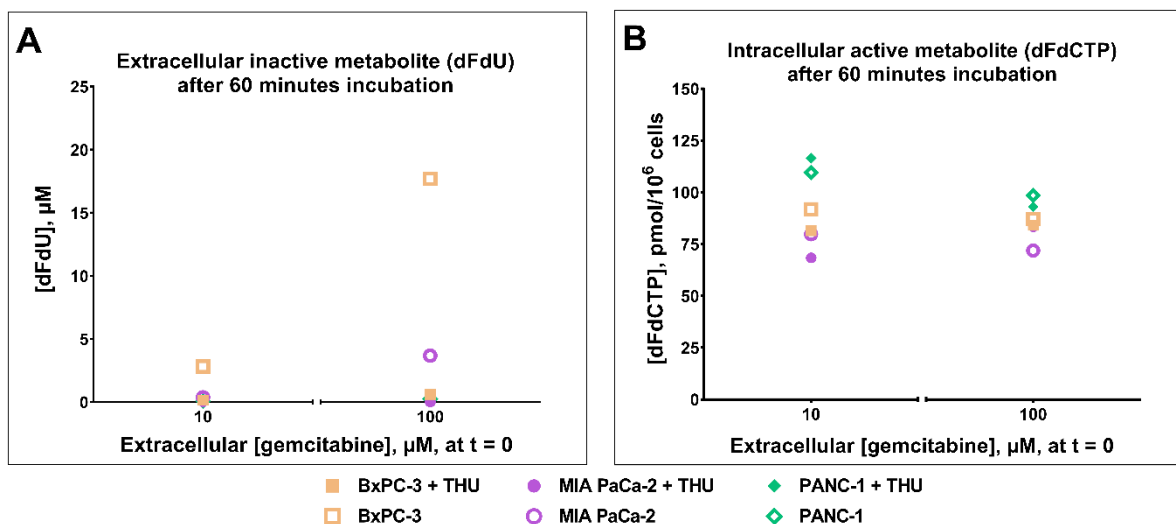 A
Extracellular inactive metabolite (dFdU)
after 60 minutes incubation
25
20
15
10
5
0
[dFdU], µM
10
100
Extracellular [gemcitabine], µM, at t = 0
B
Intracellular active metabolite (dFdCTP)
after 60 minutes incubation
150
125
100
75
50
25
0
[dFdCTP], pmol/10⁶ cells
10
100
Extracellular [gemcitabine], µM, at t = 0
BxPC-3 + THU
MIA PaCa-2 + THU
PANC-1 + THU
BxPC-3
MIA PaCa-2
PANC-1